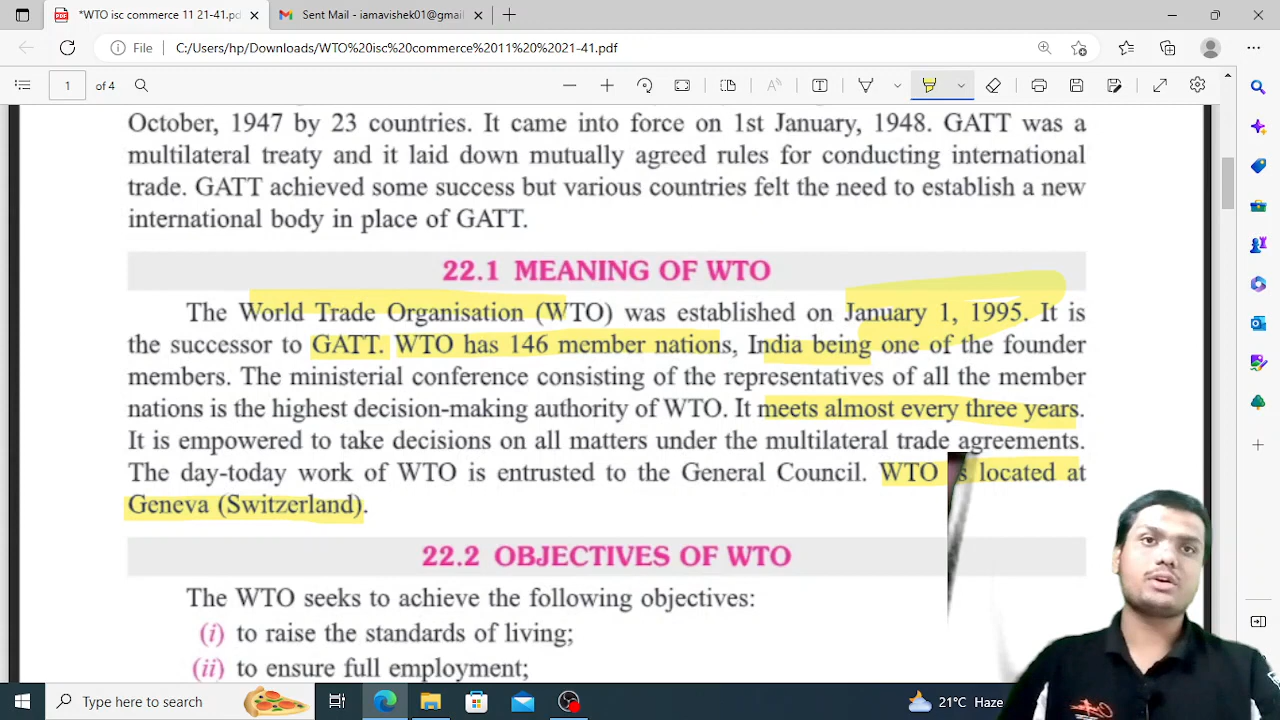 *WTO isc commerce 11 21-41.pd
Sent Mail - iamavishek01@gmail
File C:/Users/hp/Downloads/WTO%20isc%20commerce%2011%20%2021-41.pdf
1 of 4
October, 1947 by 23 countries. It came into force on 1st January, 1948. GATT was a
multilateral treaty and it laid down mutually agreed rules for conducting international
trade. GATT achieved some success but various countries felt the need to establish a new
international body in place of GATT.
22.1 MEANING OF WTO
The World Trade Organisation (WTO) was established on January 1, 1995. It is
the successor to GATT. WTO has 146 member nations, India being one of the founder
members. The ministerial conference consisting of the representatives of all the member
nations is the highest decision-making authority of WTO. It meets almost every three years.
It is empowered to take decisions on all matters under the multilateral trade agreements.
The day-today work of WTO is entrusted to the General Council. WTO is located at
Geneva (Switzerland).
22.2 OBJECTIVES OF WTO
The WTO seeks to achieve the following objectives:
(i) to raise the standards of living;
(ii) to ensure full employment;
Type here to search
21°C Haze